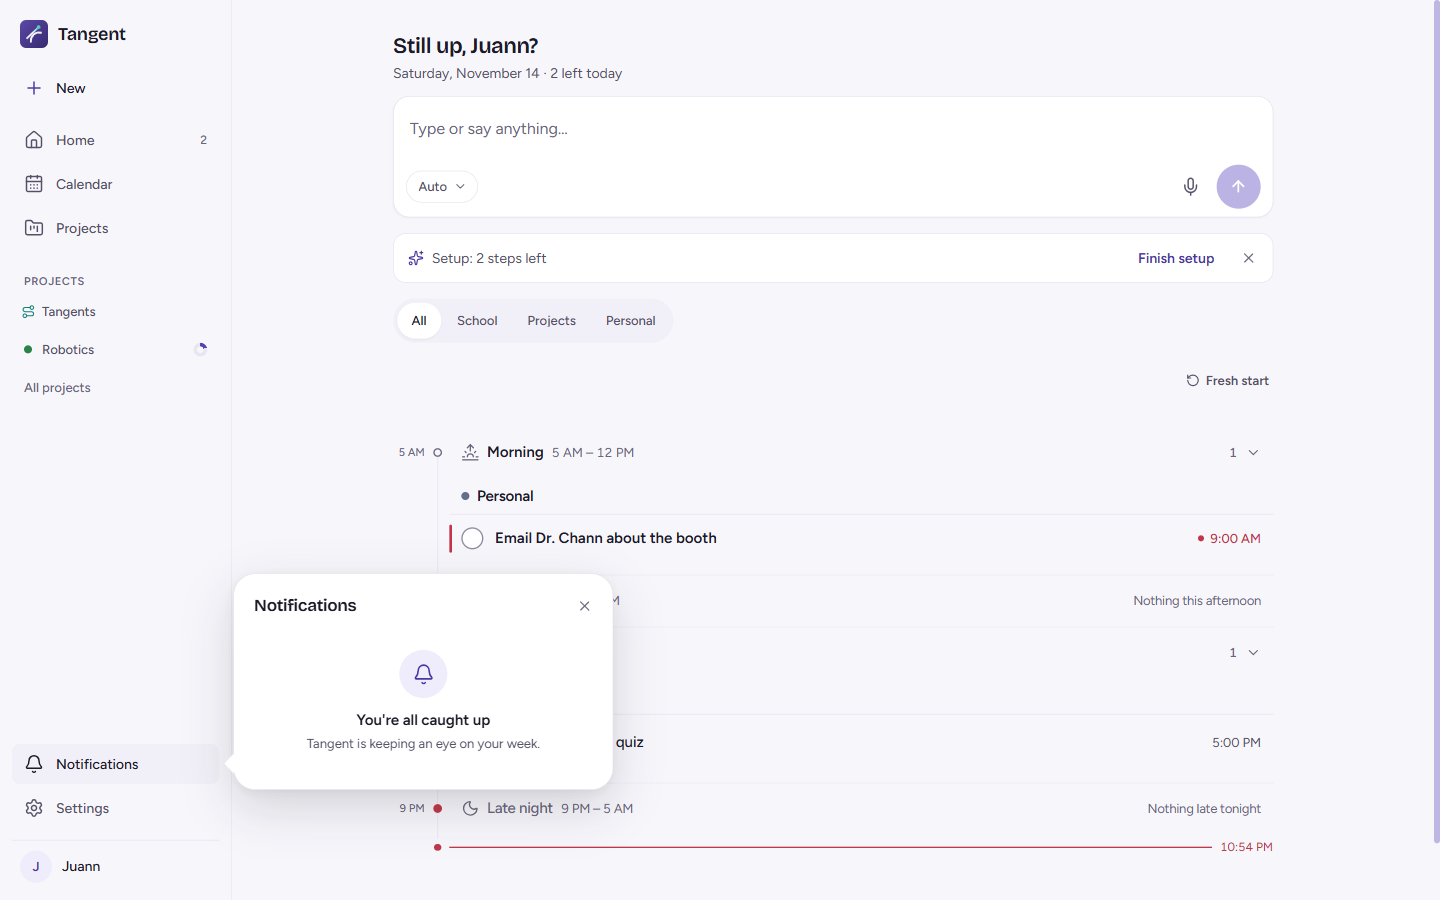 Tangent
New
Home 2
Calendar
Projects
PROJECTS
Tangents
Robotics
All projects
Notifications
Settings
J Juann
Still up, Juann?
Saturday, November 14 · 2 left today
Type or say anything...
Auto
Setup: 2 steps left Finish setup
All School Projects Personal
Fresh start
5 AM Morning 5 AM – 12 PM 1
Personal
Email Dr. Chann about the booth 9:00 AM
Nothing this afternoon
1
quiz 5:00 PM
9 PM Late night 9 PM – 5 AM Nothing late tonight
10:54 PM
Notifications
You're all caught up
Tangent is keeping an eye on your week.